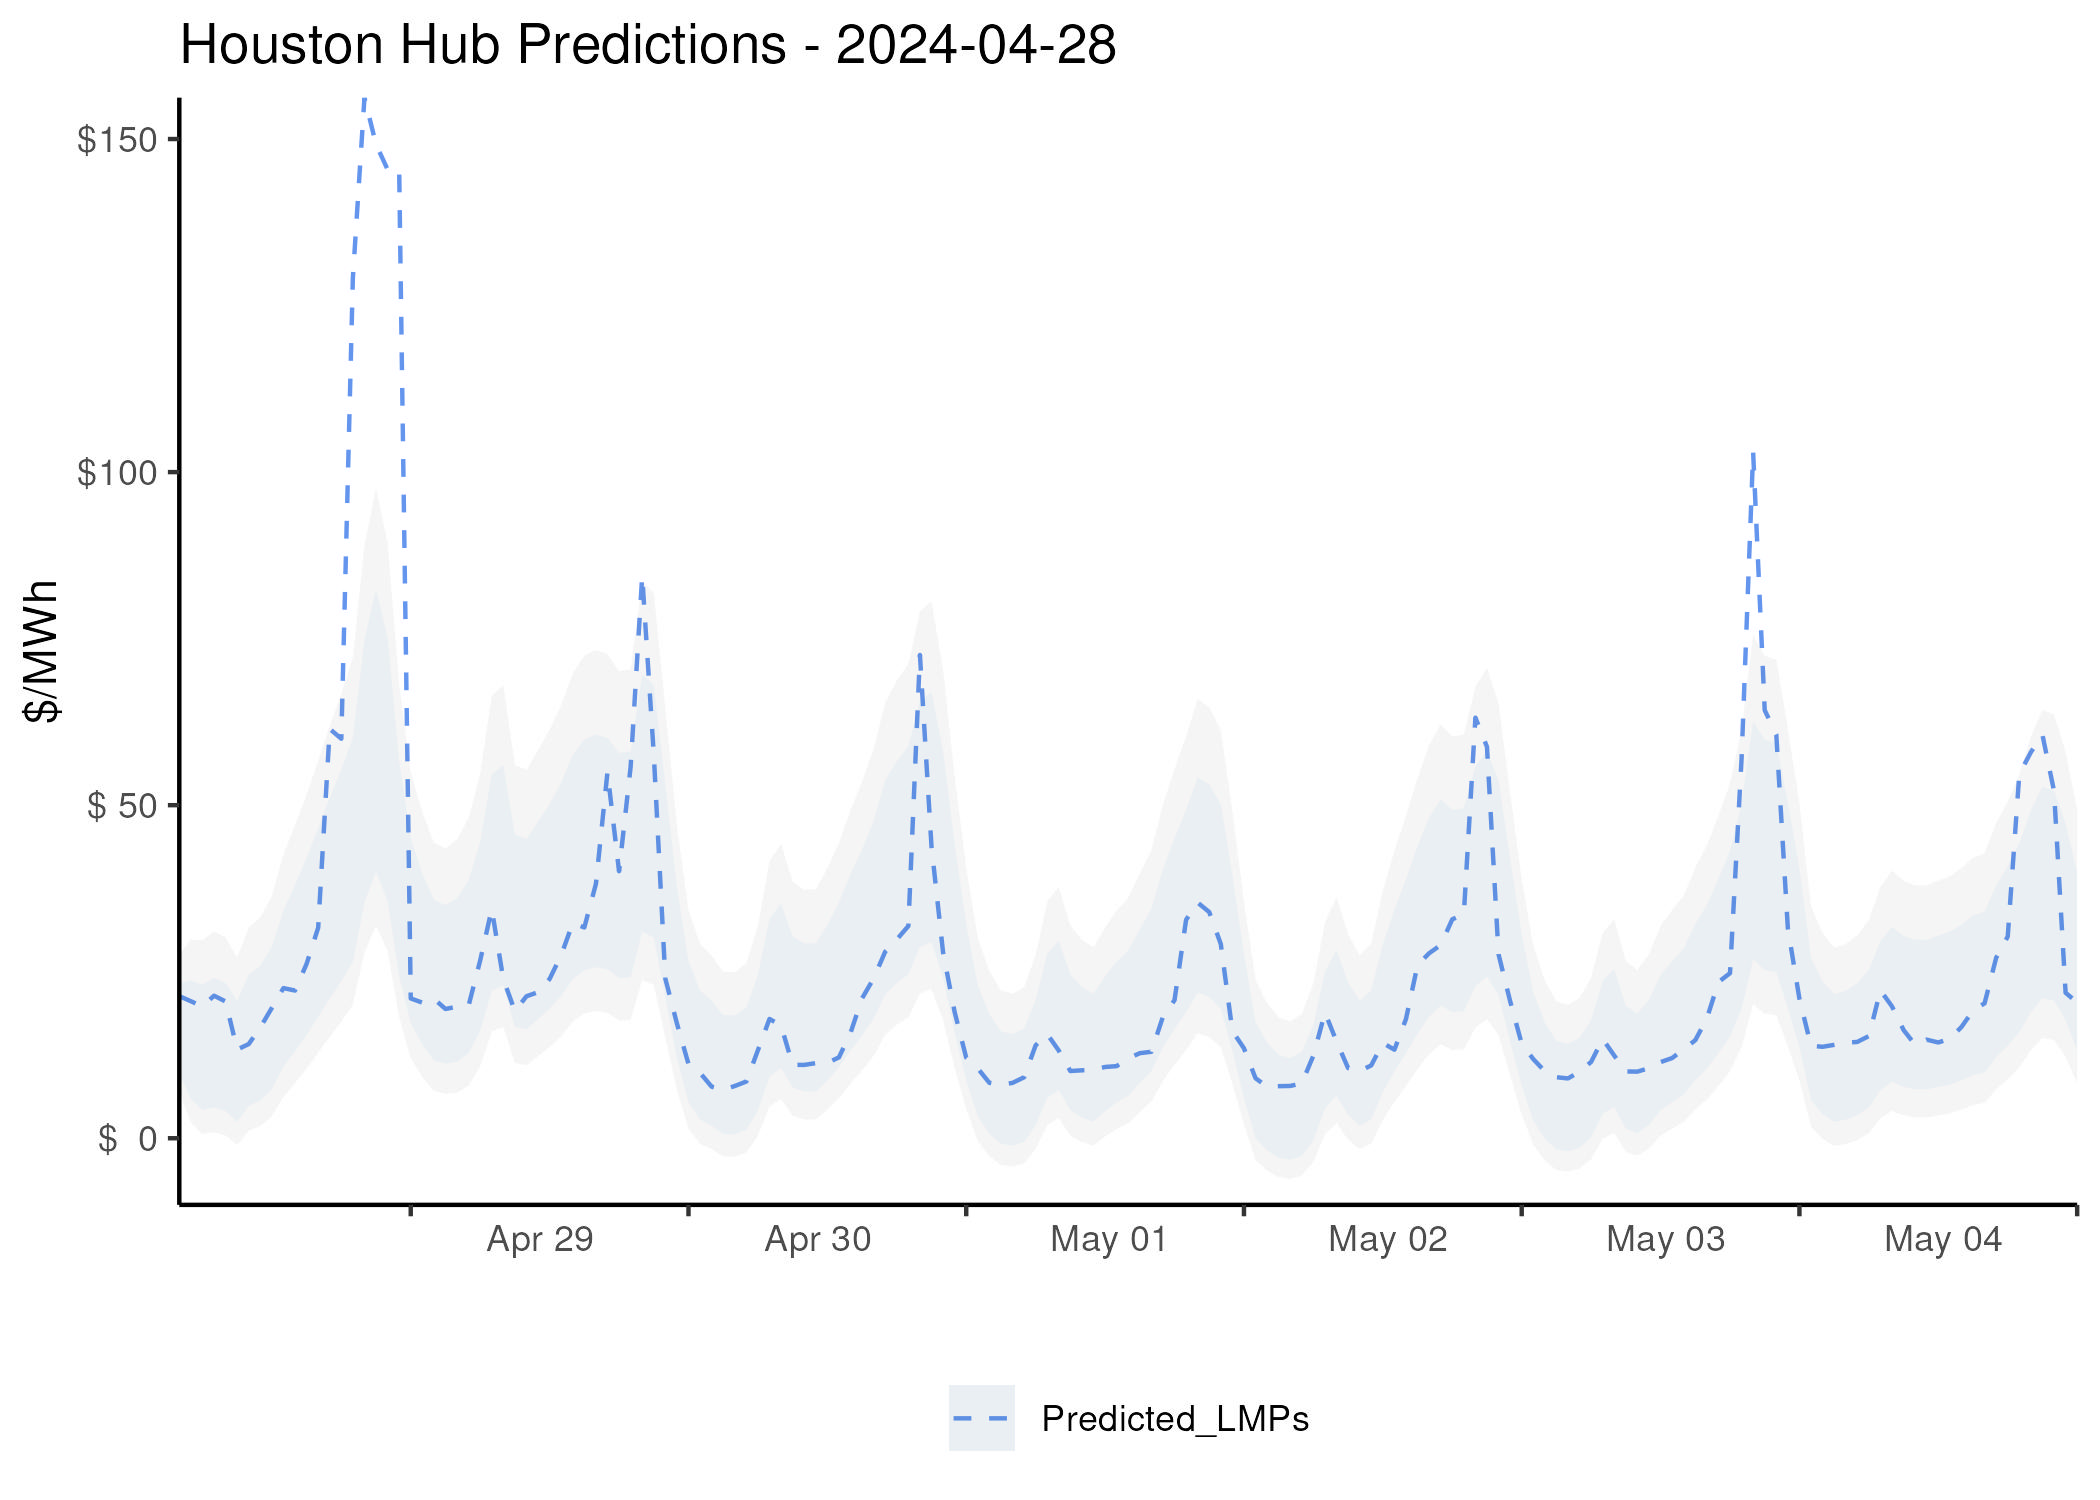 Houston Hub Predictions - 2024-04-28
$150
$100
$ 50
$  0
$/MWh
Apr 29
Apr 30
May 01
May 02
May 03
May 04
Predicted_LMPs